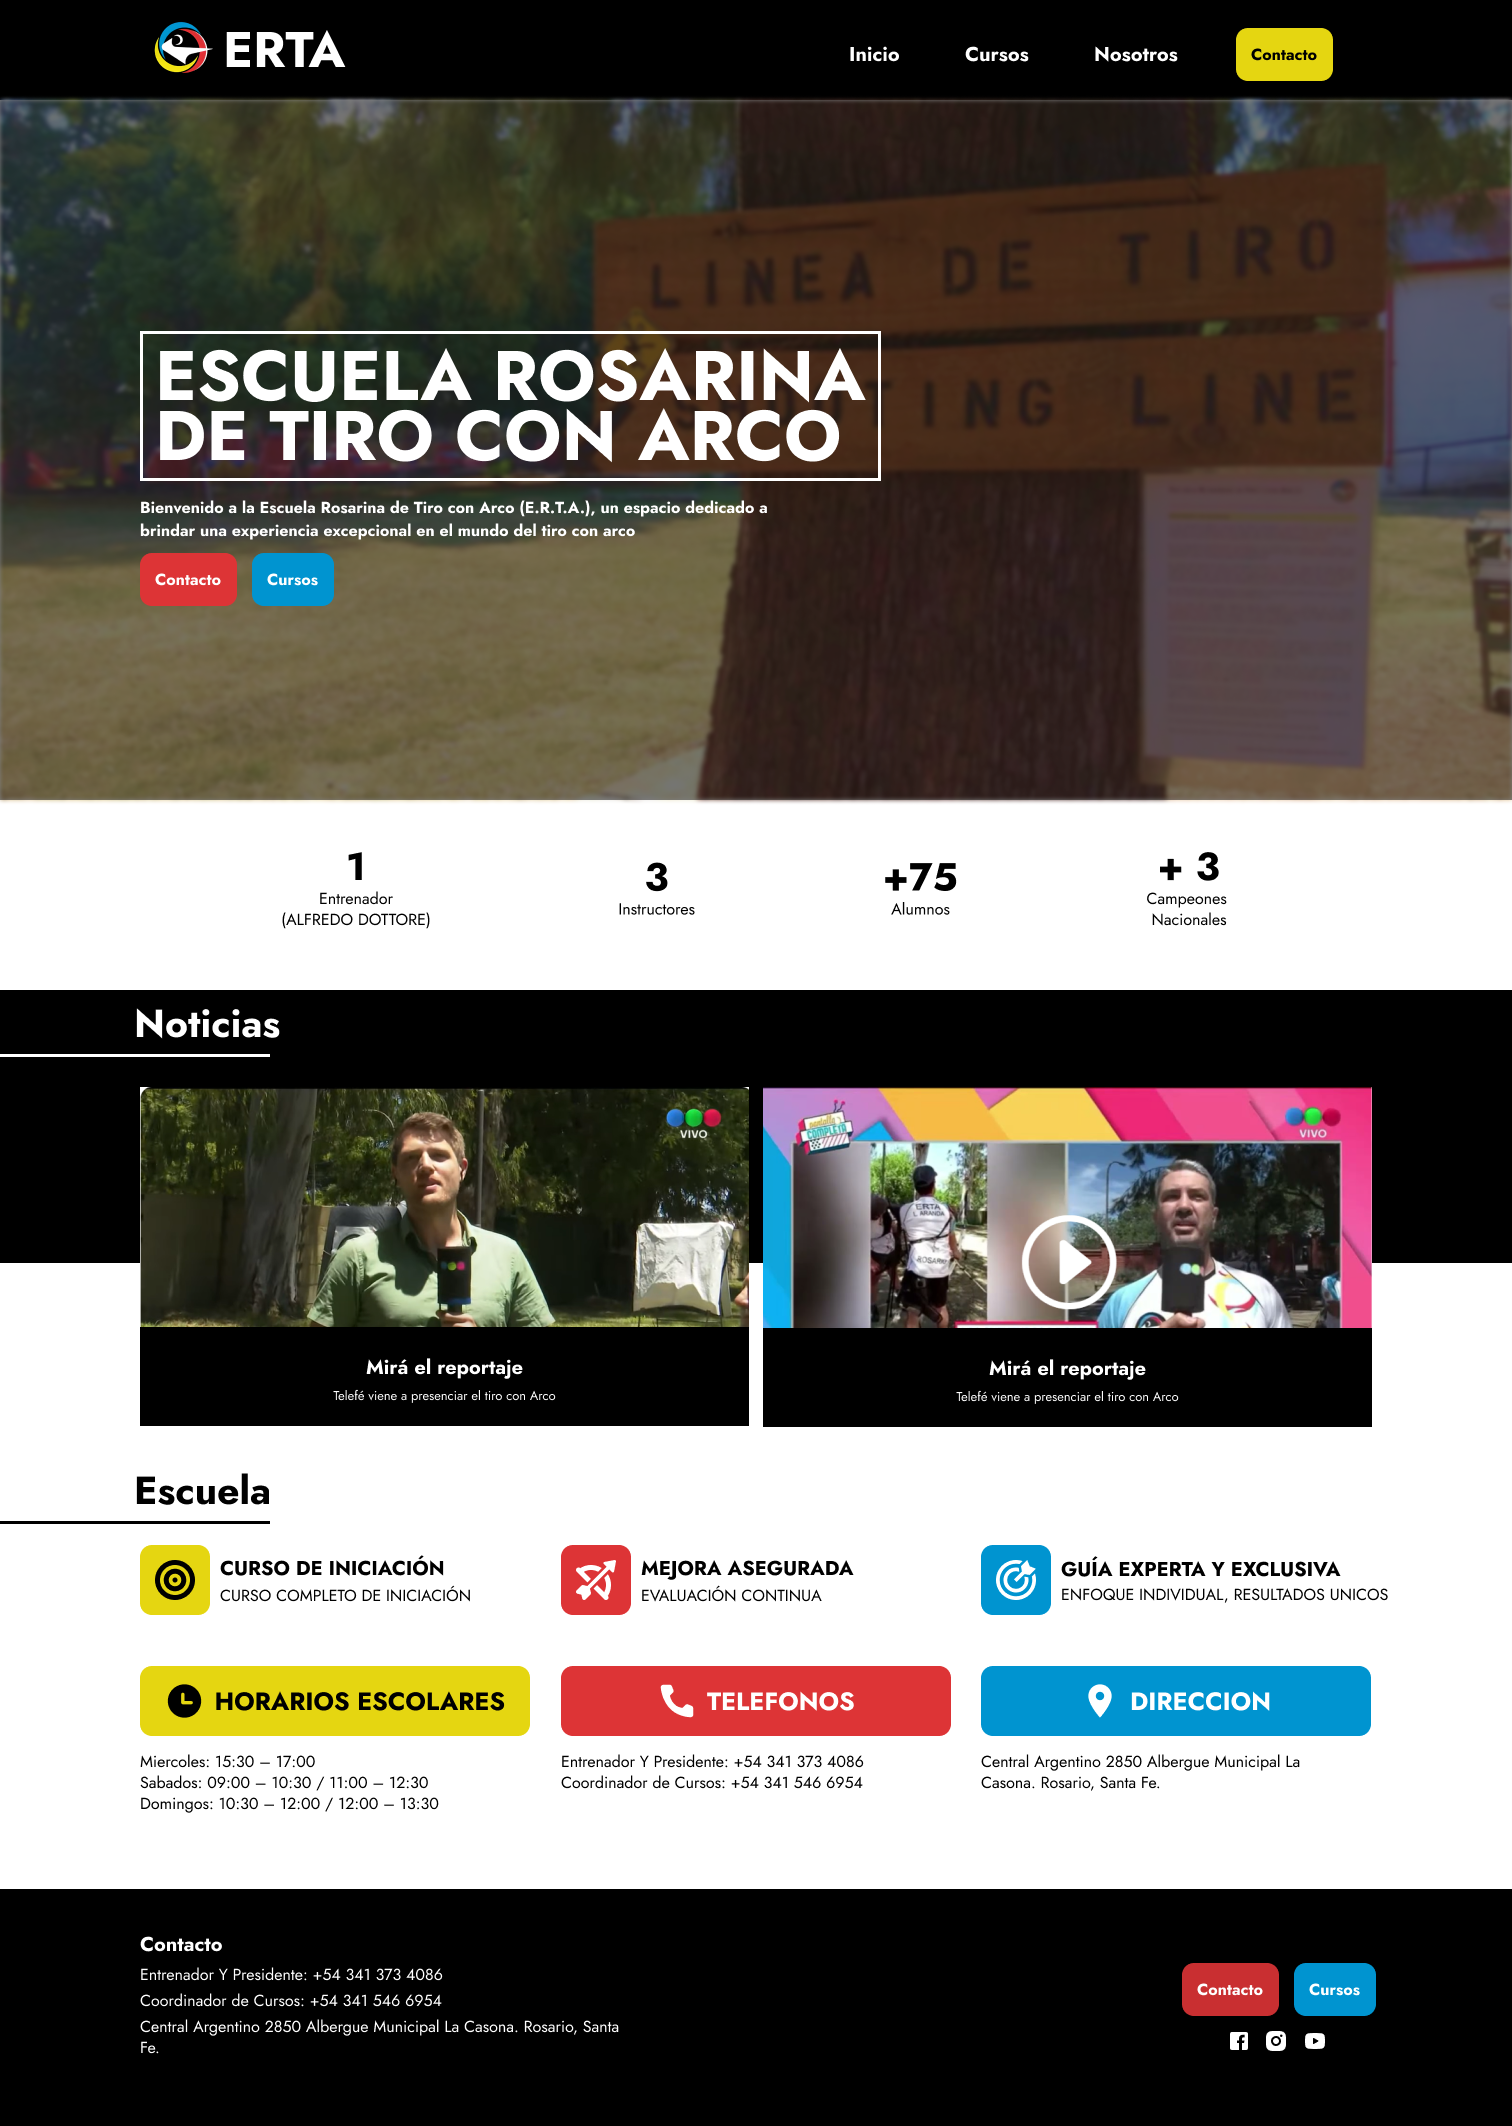 ERTA
Inicio
Cursos
Nosotros
Contacto
LINEA DE TIRO
TING LINE
ESCUELA ROSARINA
DE TIRO CON ARCO
Bienvenido a la Escuela Rosarina de Tiro con Arco (E.R.T.A.), un espacio dedicado a
brindar una experiencia excepcional en el mundo del tiro con arco
Contacto
Cursos
1
Entrenador
(ALFREDO DOTTORE)
3
Instructores
+75
Alumnos
+ 3
Campeones
Nacionales
Noticias
VIVO
pantalla
COMPLETA
VIVO
ERTA
L. ARANDA
ROSARIO
Mirá el reportaje
Telefé viene a presenciar el tiro con Arco
Mirá el reportaje
Telefé viene a presenciar el tiro con Arco
Escuela
CURSO DE INICIACIÓN
CURSO COMPLETO DE INICIACIÓN
MEJORA ASEGURADA
EVALUACIÓN CONTINUA
GUÍA EXPERTA Y EXCLUSIVA
ENFOQUE INDIVIDUAL, RESULTADOS UNICOS
HORARIOS ESCOLARES
Miercoles: 15:30 – 17:00
Sabados: 09:00 – 10:30 / 11:00 – 12:30
Domingos: 10:30 – 12:00 / 12:00 – 13:30
TELEFONOS
Entrenador Y Presidente: +54 341 373 4086
Coordinador de Cursos: +54 341 546 6954
DIRECCION
Central Argentino 2850 Albergue Municipal La
Casona. Rosario, Santa Fe.
Contacto
Entrenador Y Presidente: +54 341 373 4086
Coordinador de Cursos: +54 341 546 6954
Central Argentino 2850 Albergue Municipal La Casona. Rosario, Santa
Fe.
Contacto
Cursos